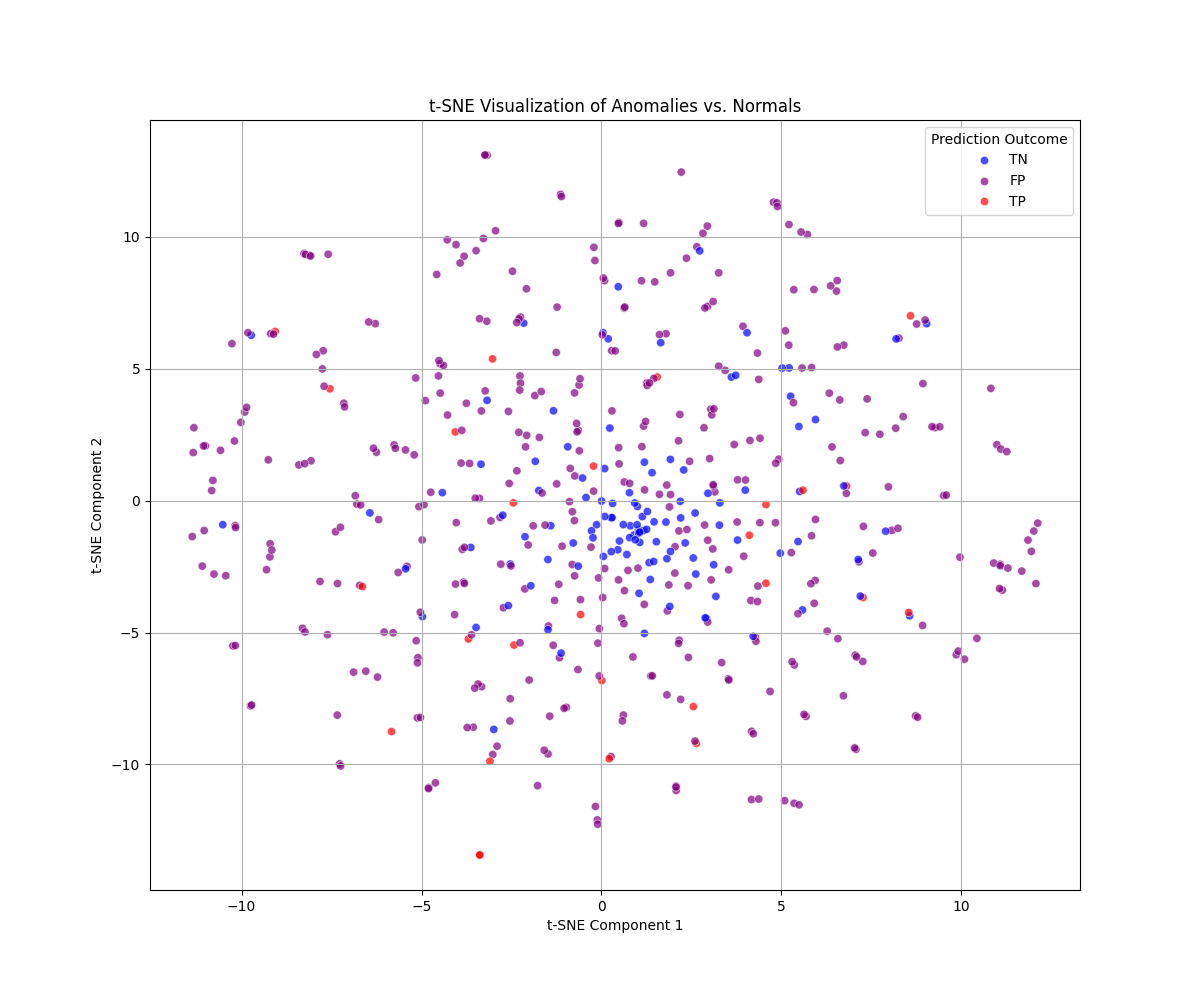 t-SNE Visualization of Anomalies vs. Normals
Prediction Outcome
TN
FP
TP
10
5
0
−5
−10
t-SNE Component 2
−10
−5
0
5
10
t-SNE Component 1